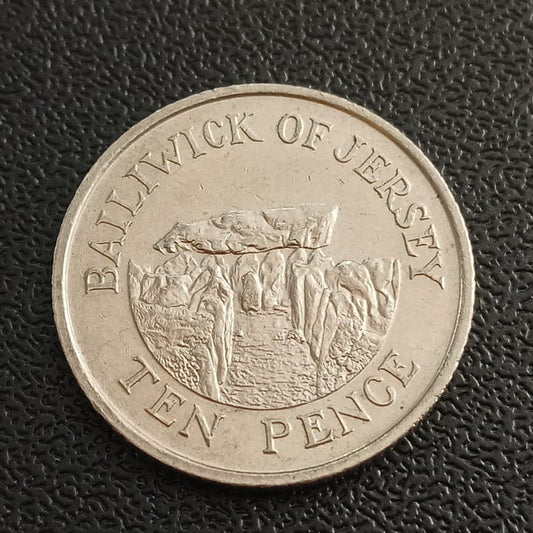 BAILIWICK OF JERSEY
TEN PENCE